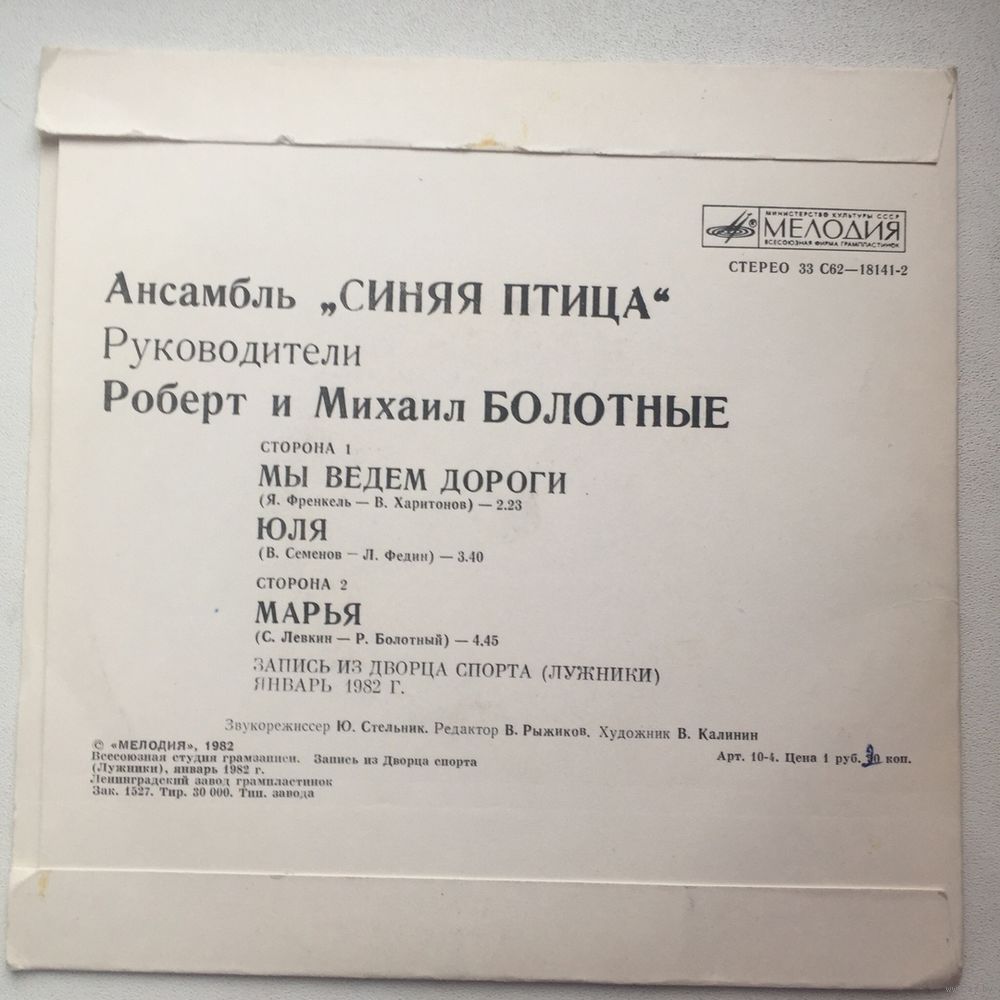 МИНИСТЕРСТВО КУЛЬТУРЫ СССР
МЕЛОДИЯ
ВСЕСОЮЗНАЯ ФИРМА ГРАМПЛАСТИНОК
СТЕРЕО 33 С62—18141-2
Ансамбль „СИНЯЯ ПТИЦА“
Руководители
Роберт и Михаил БОЛОТНЫЕ
СТОРОНА 1
МЫ ВЕДЕМ ДОРОГИ
(Я. Френкель — В. Харитонов) — 2.23
ЮЛЯ
(В. Семенов — Л. Федин) — 3.40
СТОРОНА 2
МАРЬЯ
(С. Левкин — Р. Болотный) — 4.45
ЗАПИСЬ ИЗ ДВОРЦА СПОРТА (ЛУЖНИКИ)
ЯНВАРЬ 1982 Г.
Звукорежиссер Ю. Стельник. Редактор В. Рыжиков. Художник В. Калинин
© «МЕЛОДИЯ», 1982
Всесоюзная студия грамзаписи. Запись из Дворца спорта
(Лужники), январь 1982 г.
Ленинградский завод грампластинок
Зак. 1527. Тир. 30 000. Тип. завода
Арт. 10-4. Цена 1 руб. коп.